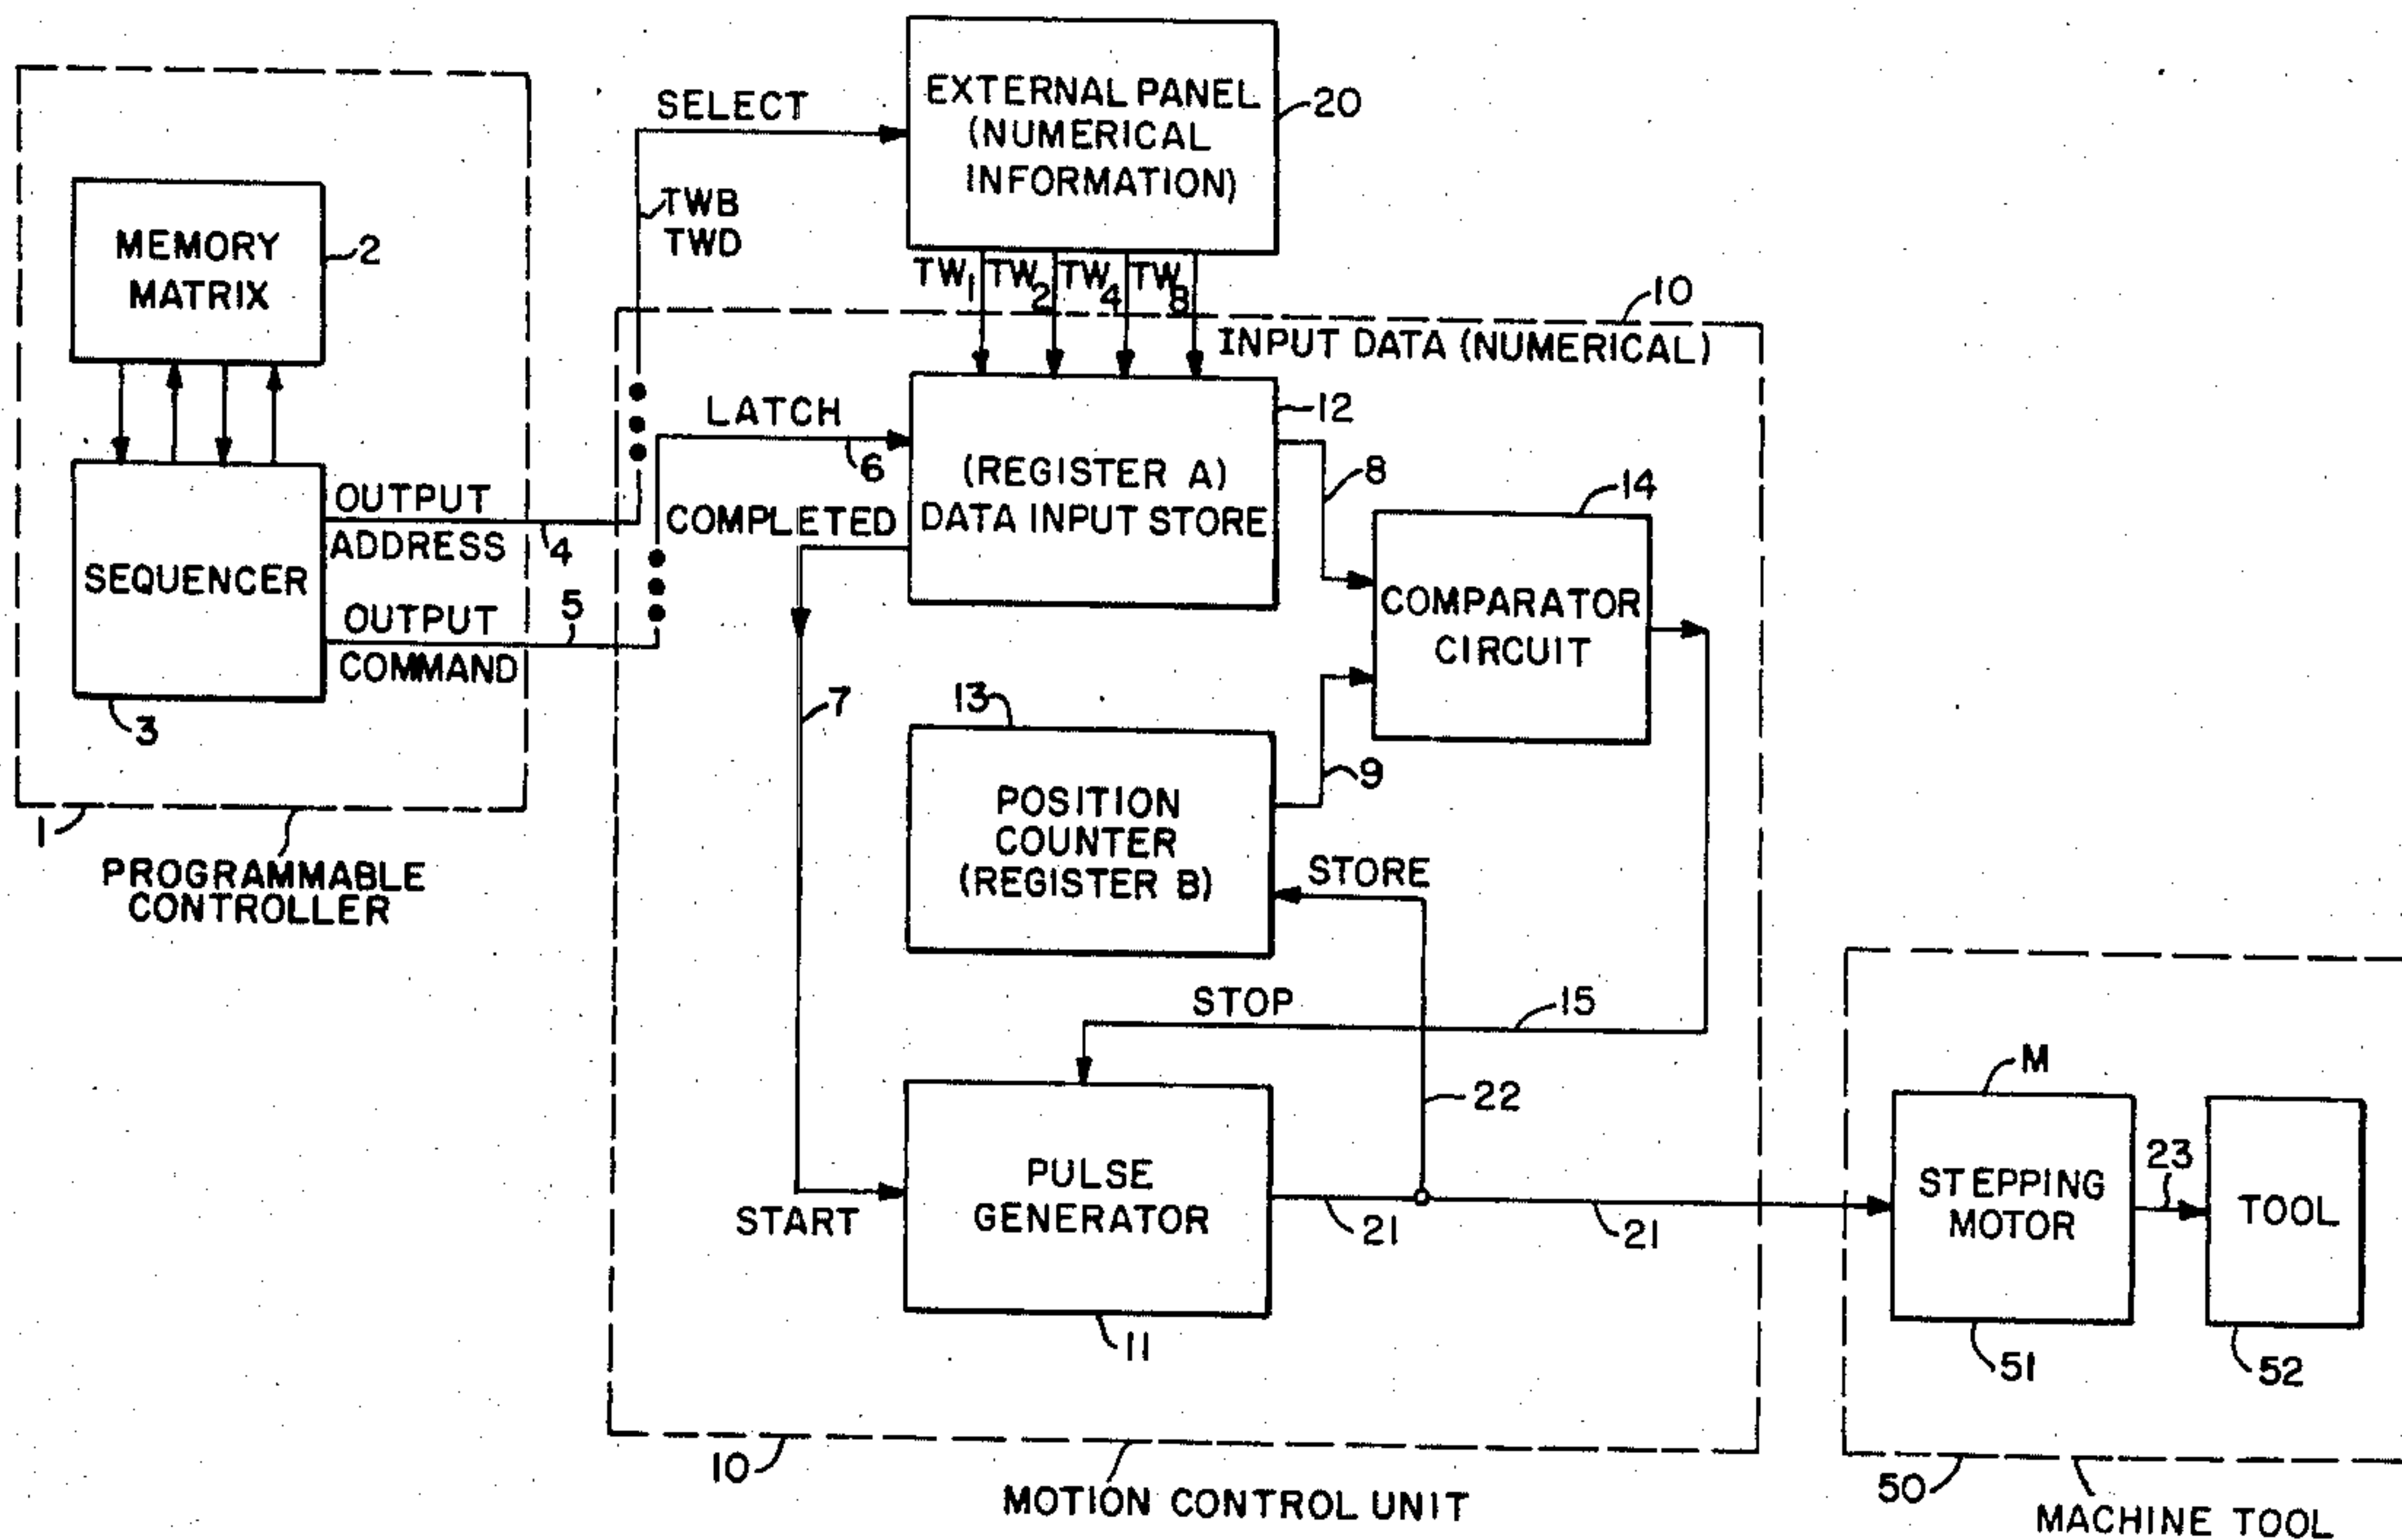 EXTERNAL PANEL
(NUMERICAL
INFORMATION)
20
SELECT
TWB
TWD
MEMORY
MATRIX
2
TW1 TW2 TW4 TW8
10
INPUT DATA (NUMERICAL)
LATCH
6
12
(REGISTER A)
DATA INPUT STORE
8
COMPLETED
14
OUTPUT
ADDRESS
4
SEQUENCER
3
OUTPUT
COMMAND
5
COMPARATOR
CIRCUIT
7
13
9
POSITION
COUNTER
(REGISTER B)
STORE
1
PROGRAMMABLE
CONTROLLER
STOP
15
22
M
START
PULSE
GENERATOR
11
21
21
STEPPING
MOTOR
23
TOOL
51
52
10
MOTION CONTROL UNIT
50
MACHINE TOOL